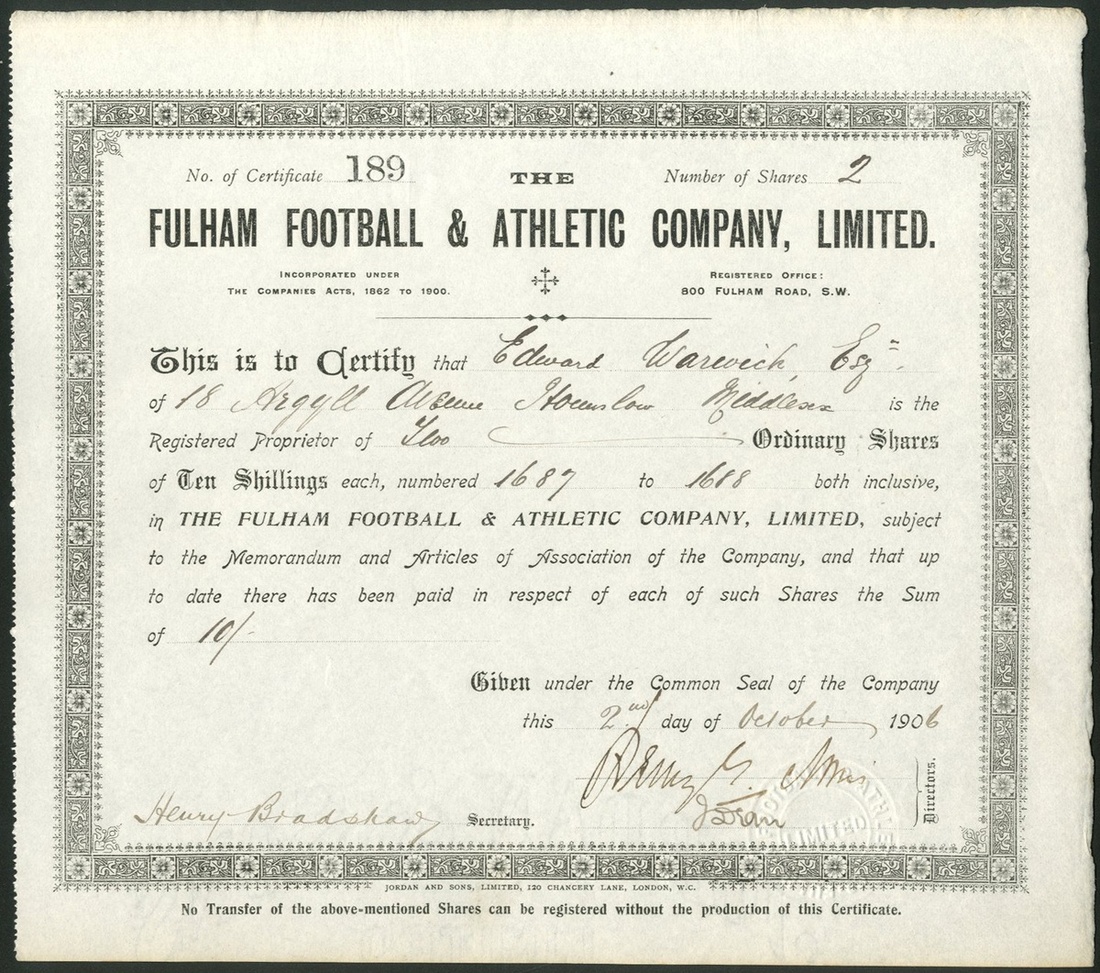 No. of Certificate 189 THE Number of Shares 2
FULHAM FOOTBALL & ATHLETIC COMPANY, LIMITED.
INCORPORATED UNDER
THE COMPANIES ACTS, 1862 TO 1900.
REGISTERED OFFICE:
800 FULHAM ROAD, S.W.
This is to Certify that Edward Warwick, Esq.
of 18 Argyll Avenue Hounslow Middlesex is the
Registered Proprietor of Two Ordinary Shares
of Ten Shillings each, numbered 1687 to 1688 both inclusive,
in THE FULHAM FOOTBALL & ATHLETIC COMPANY, LIMITED, subject
to the Memorandum and Articles of Association of the Company, and that up
to date there has been paid in respect of each of such Shares the Sum
of 10/-
Given under the Common Seal of the Company
this 2nd day of October 1906
Henry G. Norris
J Dean
Directors.
Henry Bradshaw Secretary.
LIMITED
JORDAN AND SONS, LIMITED, 120 CHANCERY LANE, LONDON, W.C.
No Transfer of the above-mentioned Shares can be registered without the production of this Certificate.